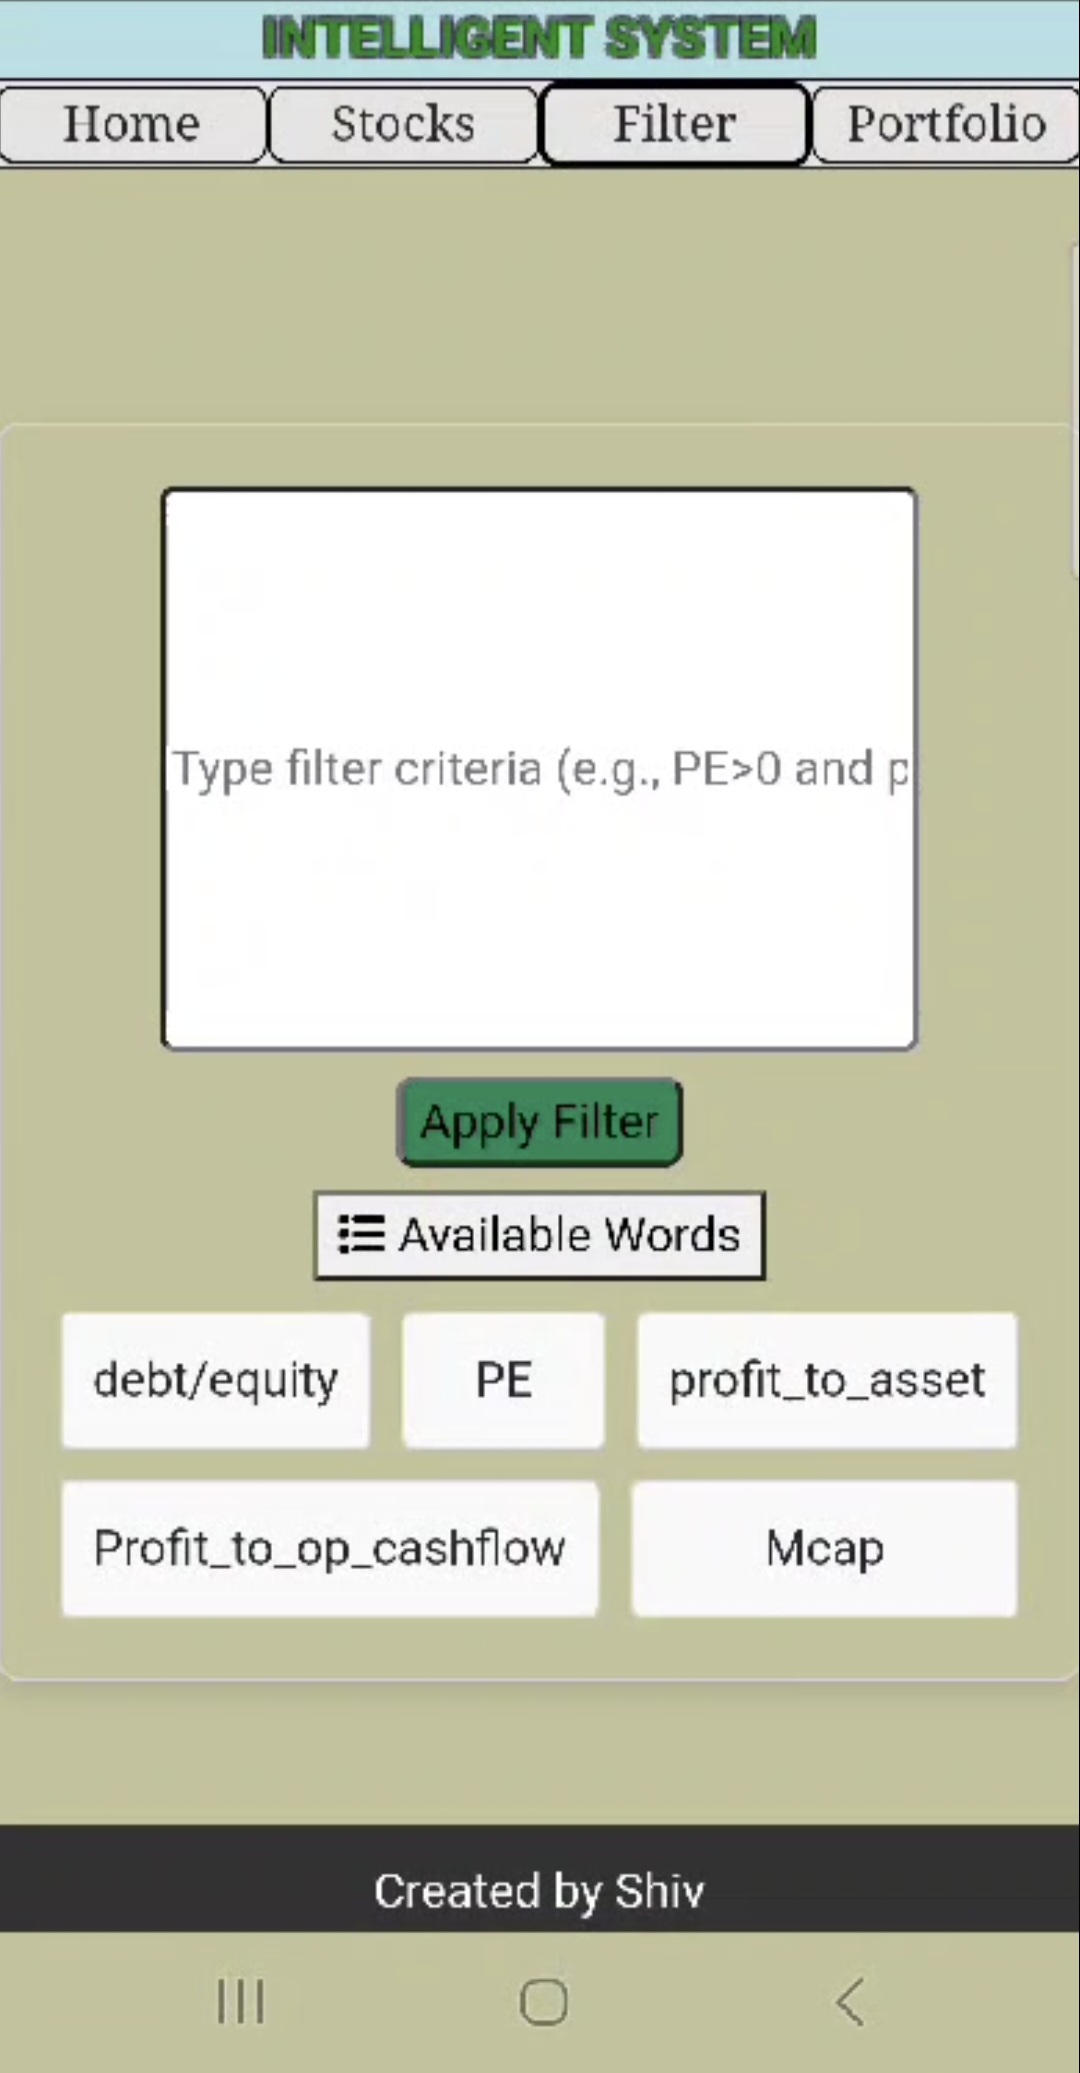 INTELLIGENT SYSTEM
Home Stocks Filter Portfolio
Type filter criteria (e.g., PE>0 and p
Apply Filter
Available Words
debt/equity PE profit_to_asset
Profit_to_op_cashflow Mcap
Created by Shiv